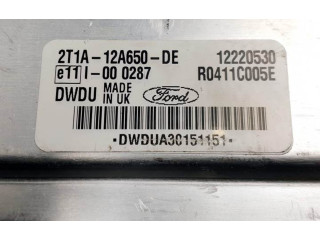 2T1A-12A650-DE 12220530
e11 I-00 0287 R0411C005E
DWDU MADE IN UK Ford
·DWDUA30151151·